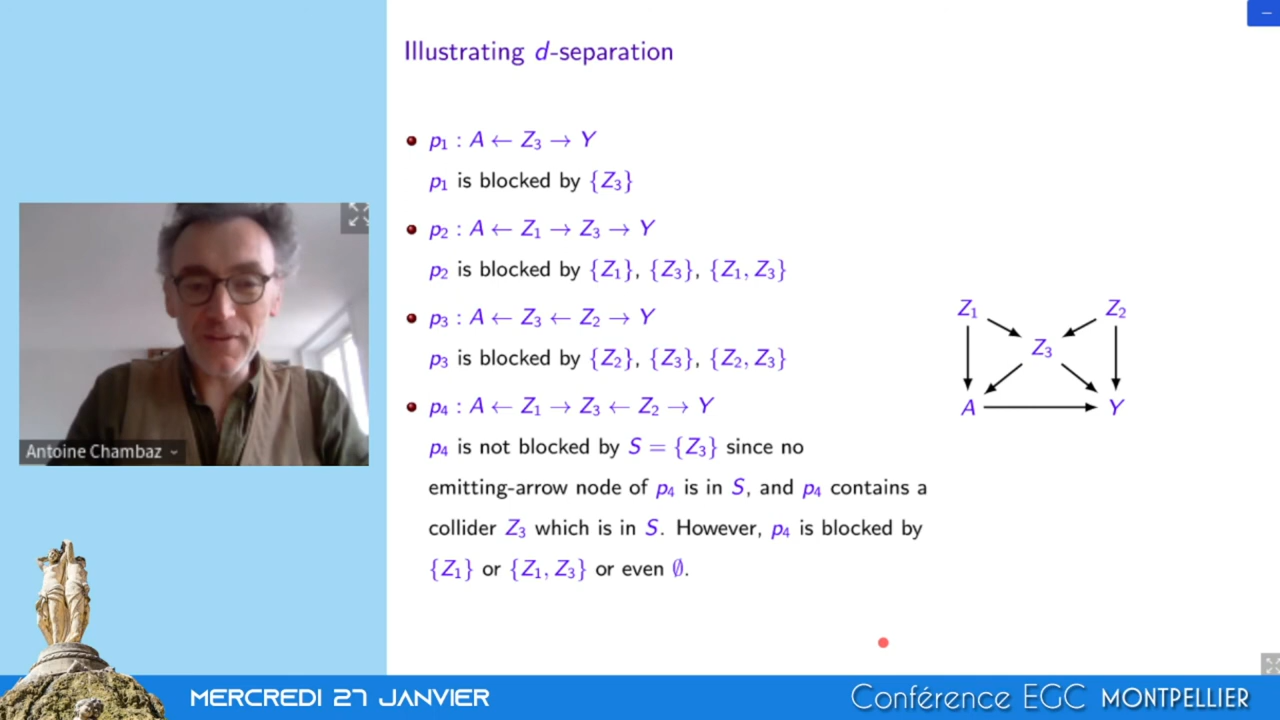 Illustrating d-separation
p₁ : A ← Z₃ → Y
p₁ is blocked by {Z₃}
p₂ : A ← Z₁ → Z₃ → Y
p₂ is blocked by {Z₁}, {Z₃}, {Z₁, Z₃}
p₃ : A ← Z₃ ← Z₂ → Y
p₃ is blocked by {Z₂}, {Z₃}, {Z₂, Z₃}
p₄ : A ← Z₁ → Z₃ ← Z₂ → Y
p₄ is not blocked by S = {Z₃} since no
emitting-arrow node of p₄ is in S, and p₄ contains a
collider Z₃ which is in S. However, p₄ is blocked by
{Z₁} or {Z₁, Z₃} or even ∅.
Z₁ Z₂
Z₃
A Y
Antoine Chambaz
MERCREDI 27 JANVIER
Conférence EGC MONTPELLIER